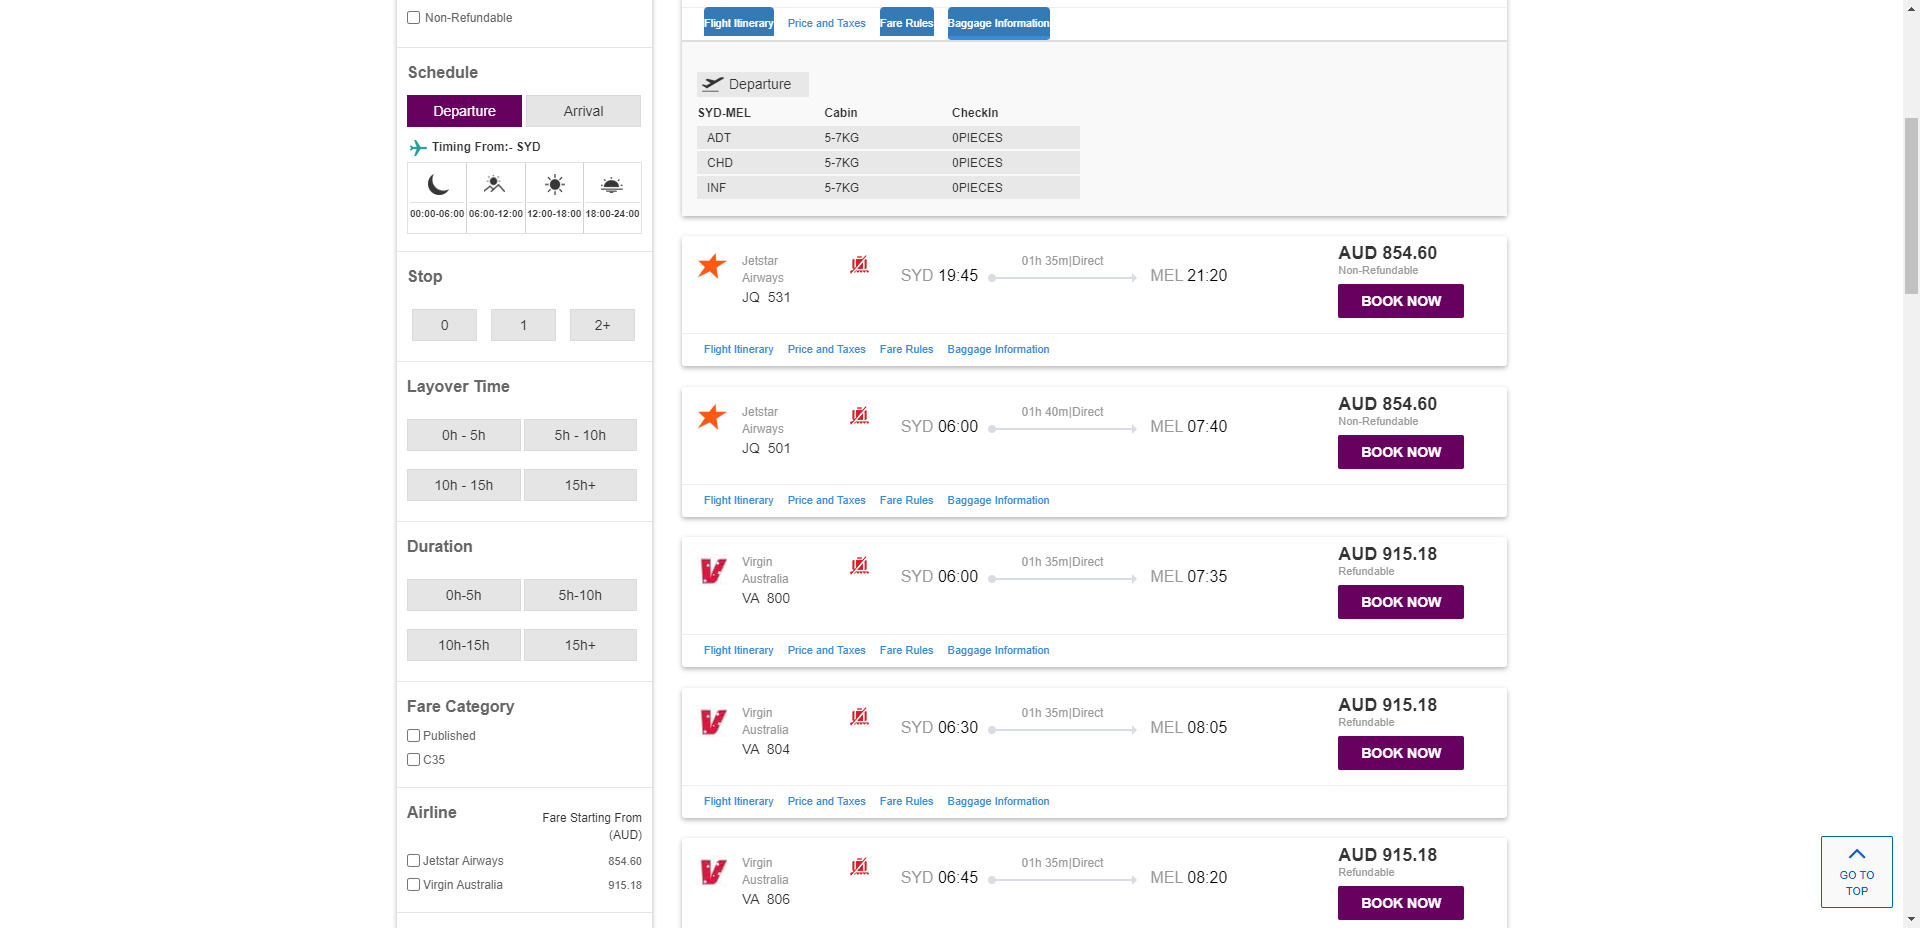 Non-Refundable
Schedule
Departure
Arrival
Timing From:- SYD
00:00-06:00
06:00-12:00
12:00-18:00
18:00-24:00
Stop
0
1
2+
Layover Time
0h - 5h
5h - 10h
10h - 15h
15h+
Duration
0h-5h
5h-10h
10h-15h
15h+
Fare Category
Published
C35
Airline
Fare Starting From
(AUD)
Jetstar Airways
854.60
Virgin Australia
915.18
Flight Itinerary
Price and Taxes
Fare Rules
Baggage Information
Departure
SYD-MEL
Cabin
CheckIn
ADT
5-7KG
0PIECES
CHD
5-7KG
0PIECES
INF
5-7KG
0PIECES
Jetstar
Airways
JQ 531
SYD 19:45
01h 35m|Direct
MEL 21:20
AUD 854.60
Non-Refundable
BOOK NOW
Flight Itinerary
Price and Taxes
Fare Rules
Baggage Information
Jetstar
Airways
JQ 501
SYD 06:00
01h 40m|Direct
MEL 07:40
AUD 854.60
Non-Refundable
BOOK NOW
Flight Itinerary
Price and Taxes
Fare Rules
Baggage Information
Virgin
Australia
VA 800
SYD 06:00
01h 35m|Direct
MEL 07:35
AUD 915.18
Refundable
BOOK NOW
Flight Itinerary
Price and Taxes
Fare Rules
Baggage Information
Virgin
Australia
VA 804
SYD 06:30
01h 35m|Direct
MEL 08:05
AUD 915.18
Refundable
BOOK NOW
Flight Itinerary
Price and Taxes
Fare Rules
Baggage Information
Virgin
Australia
VA 806
SYD 06:45
01h 35m|Direct
MEL 08:20
AUD 915.18
Refundable
BOOK NOW
GO TO
TOP